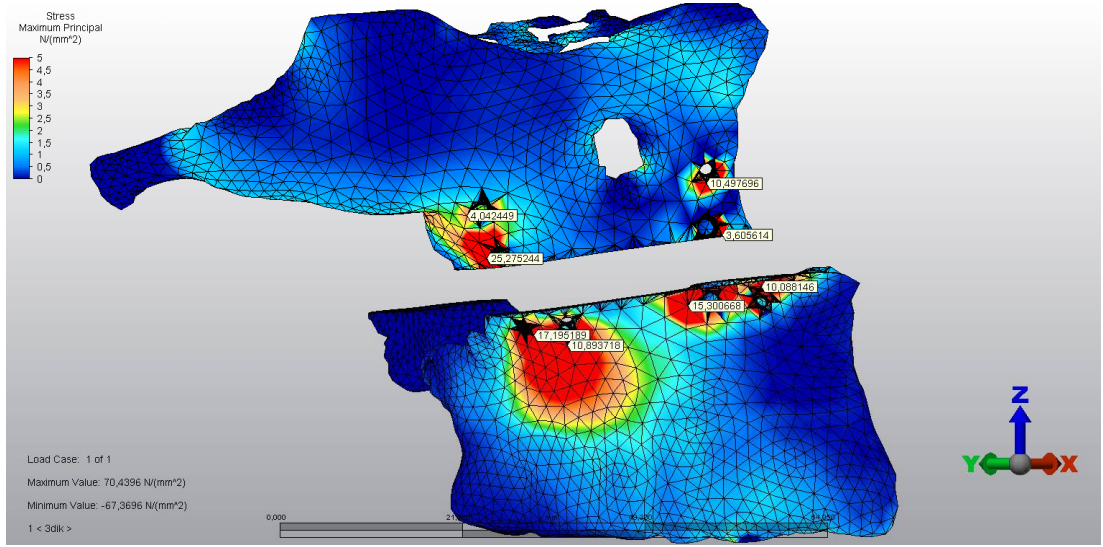 Stress
Maximum Principal
N/(mm^2)
5
4,5
4
3,5
3
2,5
2
1,5
1
0,5
0
10,497696
4,042449
3,605614
25,275244
10,088146
15,300668
17,195189
10,893718
Z
Y
X
Load Case: 1 of 1
Maximum Value: 70,4396 N/(mm^2)
Minimum Value: -67,3696 N/(mm^2)
1 < 3dik >
0,000